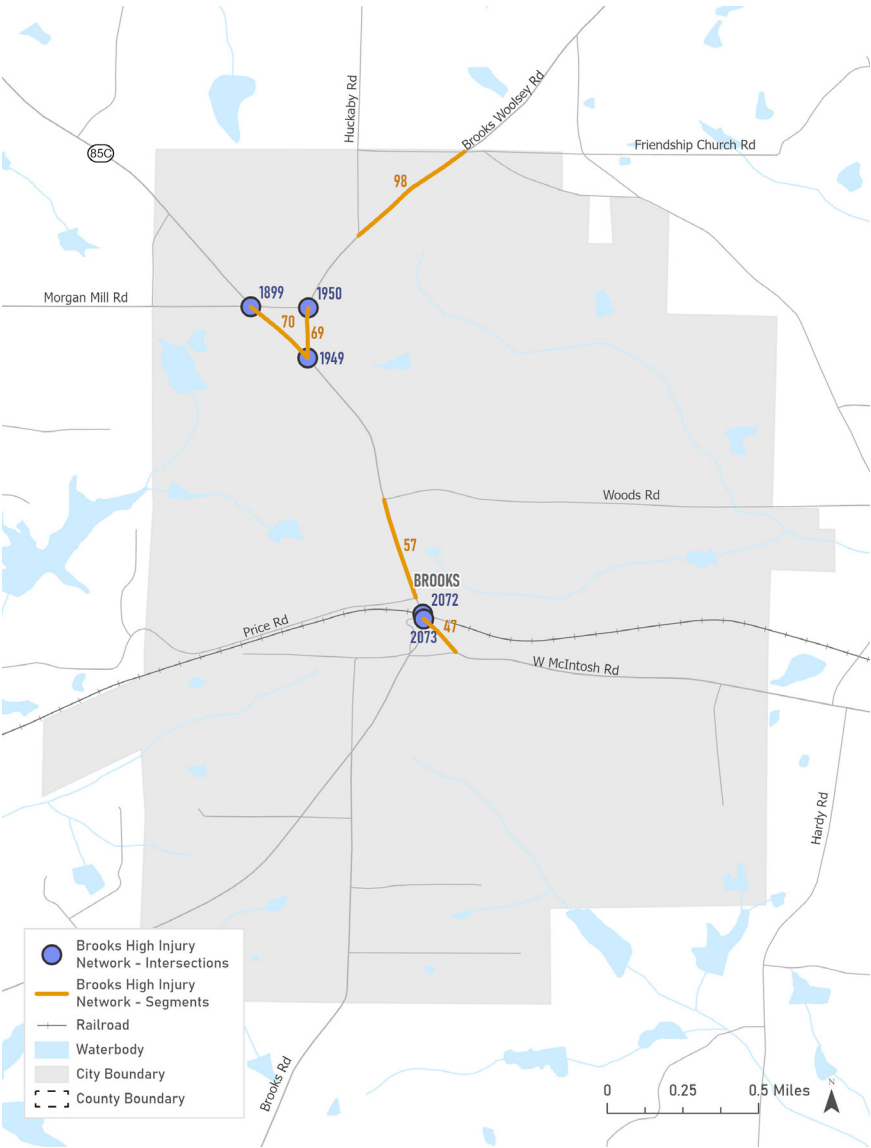 Huckaby Rd
Brooks Woolsey Rd
85C
Friendship Church Rd
98
Morgan Mill Rd
1899
1950
70
69
1949
Woods Rd
57
BROOKS
2072
Price Rd
47
2073
W McIntosh Rd
Hardy Rd
Brooks Rd
Brooks High Injury
Network - Intersections
Brooks High Injury
Network - Segments
Railroad
Waterbody
City Boundary
County Boundary
0 0.25 0.5 Miles
N